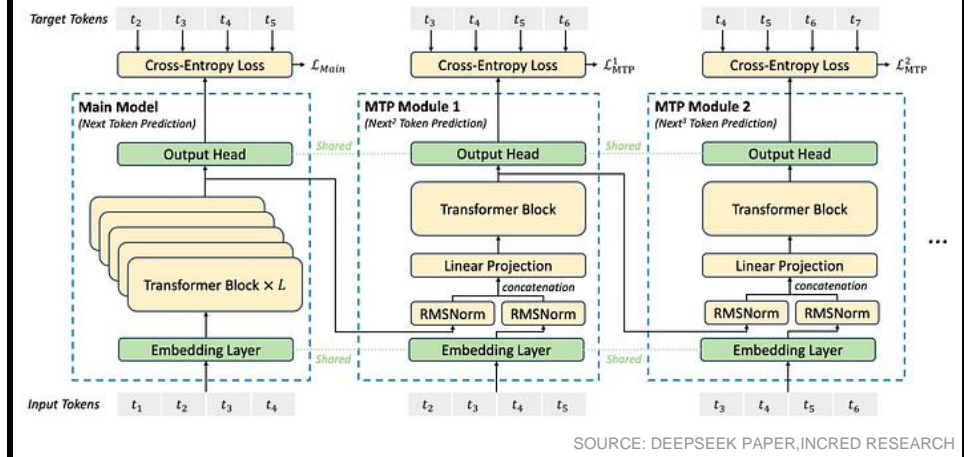 Target Tokens t₂ t₃ t₄ t₅ t₃ t₄ t₅ t₆ t₄ t₅ t₆ t₇
Cross-Entropy Loss ℒ_Main Cross-Entropy Loss ℒ¹_MTP Cross-Entropy Loss ℒ²_MTP
Main Model MTP Module 1 MTP Module 2
(Next Token Prediction) (Next² Token Prediction) (Next³ Token Prediction)
Output Head Shared Output Head Shared Output Head
Transformer Block Transformer Block
Transformer Block × L Linear Projection Linear Projection
concatenation concatenation
RMSNorm RMSNorm RMSNorm RMSNorm
...
Embedding Layer Shared Embedding Layer Shared Embedding Layer
Input Tokens t₁ t₂ t₃ t₄ t₂ t₃ t₄ t₅ t₃ t₄ t₅ t₆
SOURCE: DEEPSEEK PAPER,INCRED RESEARCH